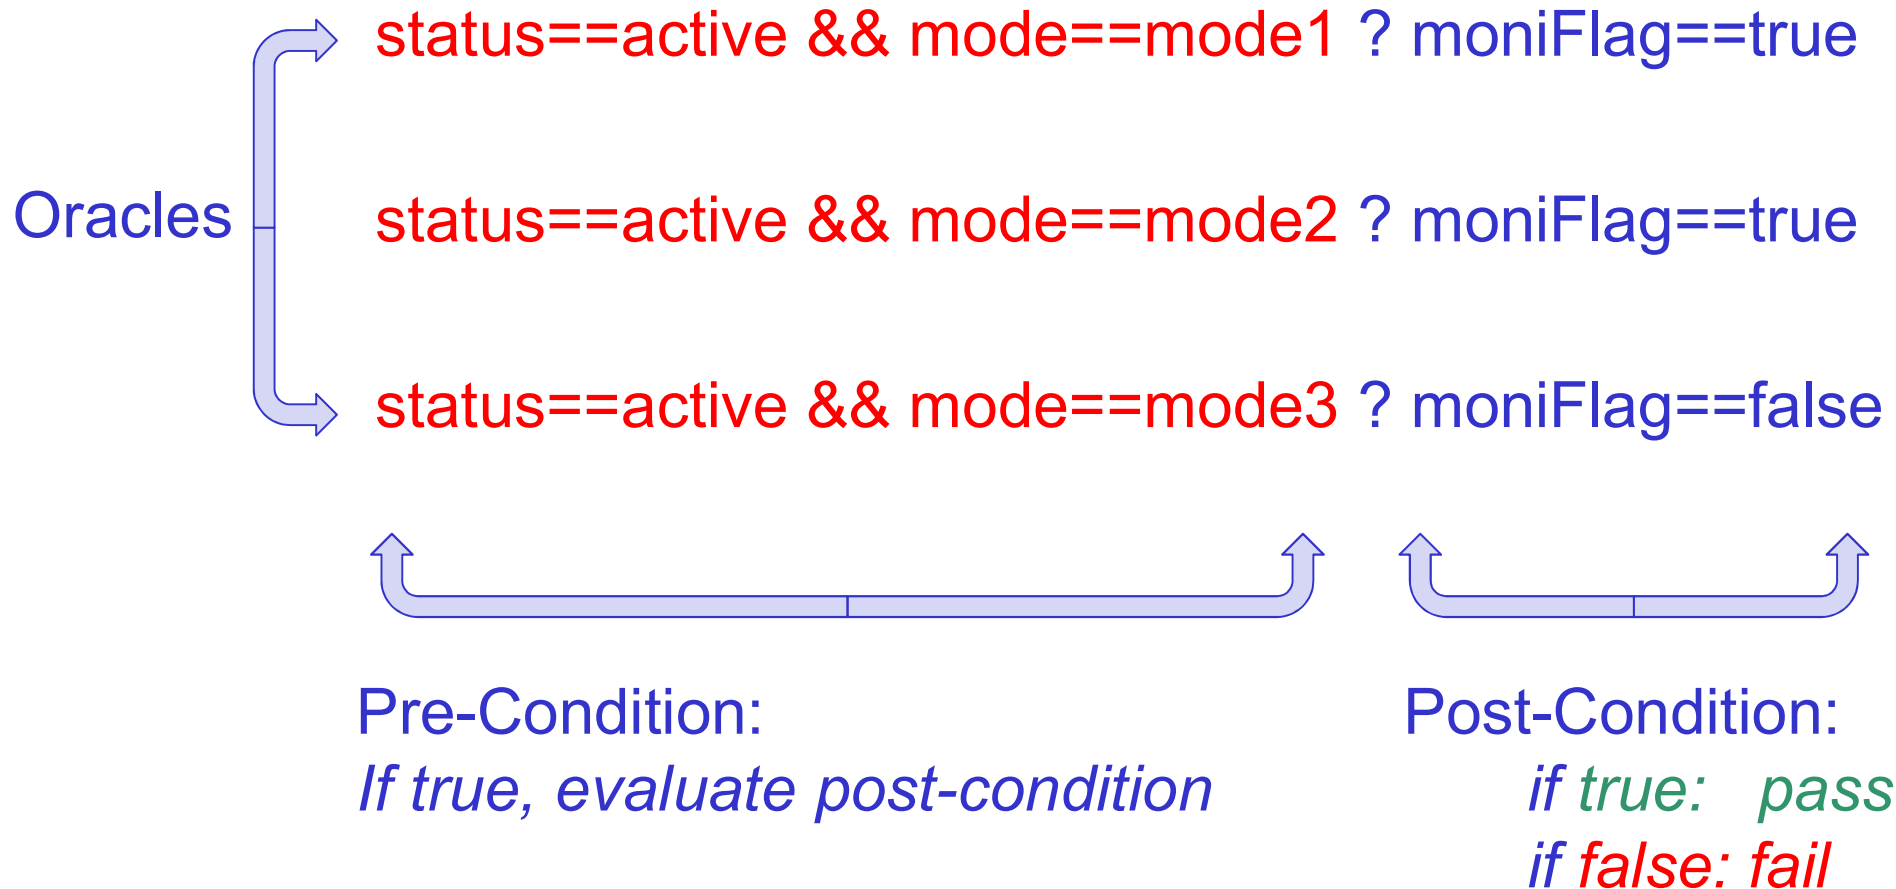 status==active && mode==mode1 ? moniFlag==true
Oracles
status==active && mode==mode2 ? moniFlag==true
status==active && mode==mode3 ? moniFlag==false
Pre-Condition:
If true, evaluate post-condition
Post-Condition:
if true: pass
if false: fail